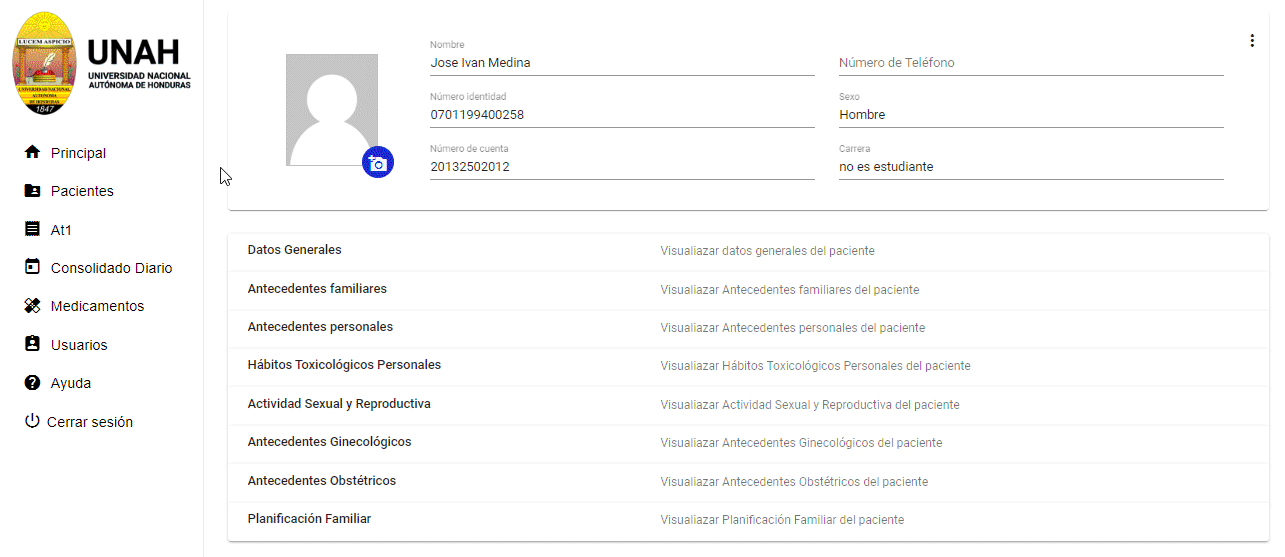 LUCEM ASPICIO
UNIVERSIDAD NACIONAL
AUTONOMA
DE HONDURAS
1847
UNAH
UNIVERSIDAD NACIONAL
AUTÓNOMA DE HONDURAS
Principal
Pacientes
At1
Consolidado Diario
Medicamentos
Usuarios
Ayuda
Cerrar sesión
Nombre
Jose Ivan Medina
Número de Teléfono
Número identidad
0701199400258
Sexo
Hombre
Número de cuenta
20132502012
Carrera
no es estudiante
Datos Generales Visualiazar datos generales del paciente
Antecedentes familiares Visualiazar Antecedentes familiares del paciente
Antecedentes personales Visualiazar Antecedentes personales del paciente
Hábitos Toxicológicos Personales Visualiazar Hábitos Toxicológicos Personales del paciente
Actividad Sexual y Reproductiva Visualiazar Actividad Sexual y Reproductiva del paciente
Antecedentes Ginecológicos Visualiazar Antecedentes Ginecológicos del paciente
Antecedentes Obstétricos Visualiazar Antecedentes Obstétricos del paciente
Planificación Familiar Visualiazar Planificación Familiar del paciente